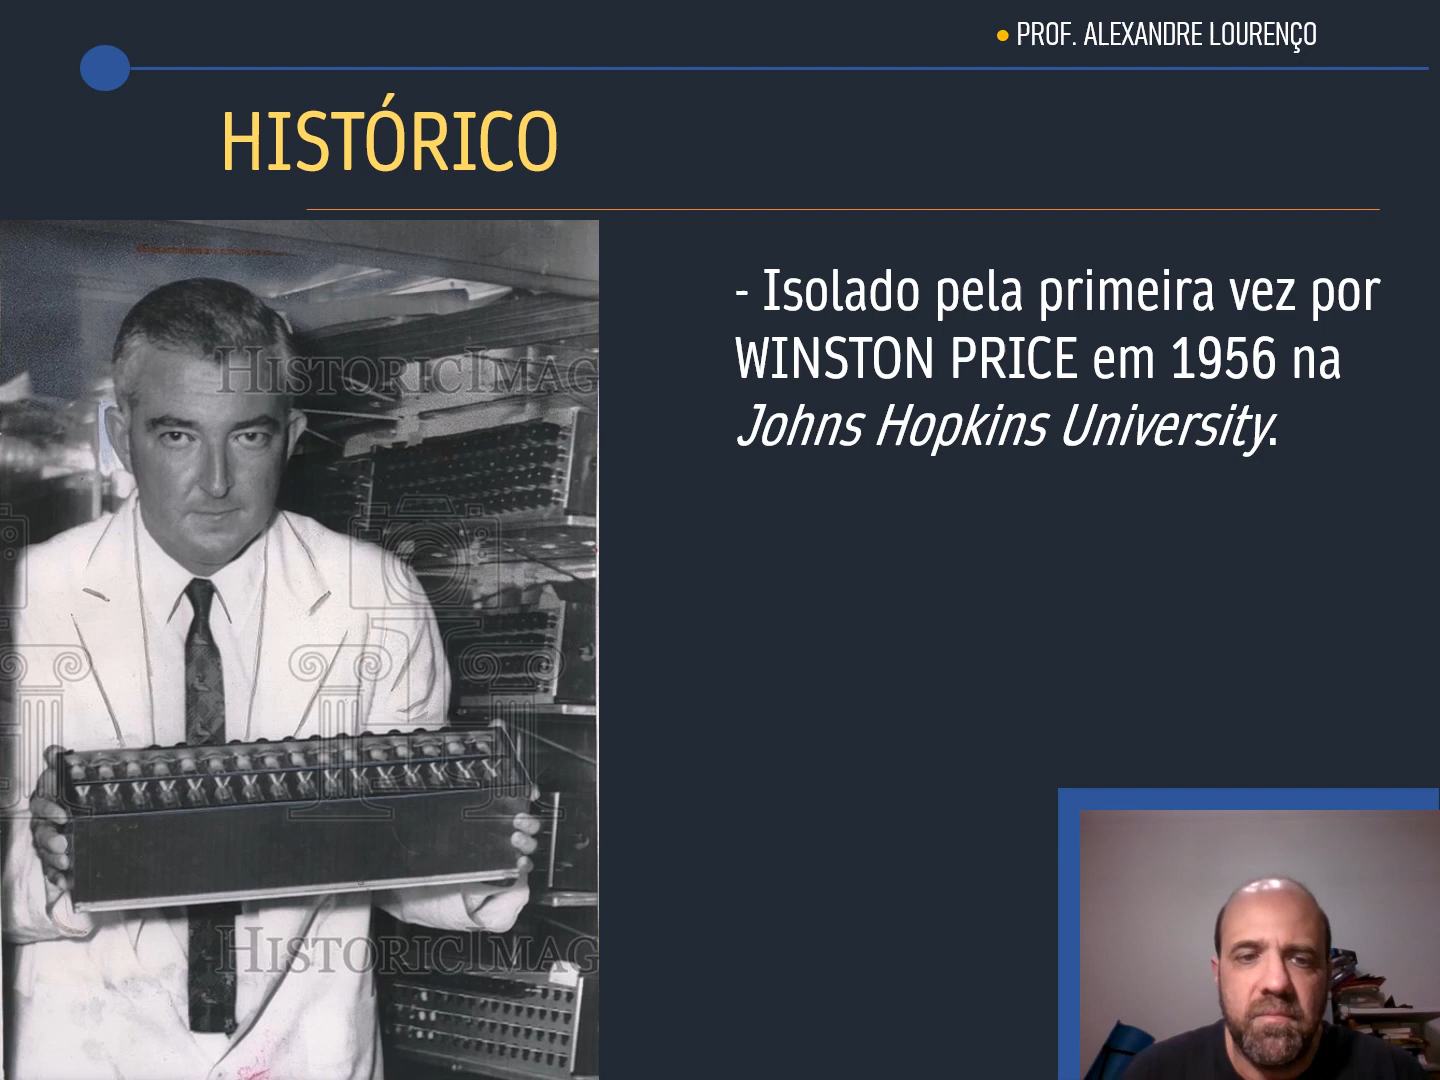 PROF. ALEXANDRE LOURENÇO
HISTÓRICO
- Isolado pela primeira vez por
WINSTON PRICE em 1956 na
Johns Hopkins University.
HISTORICIMAG
HISTORICIMAG